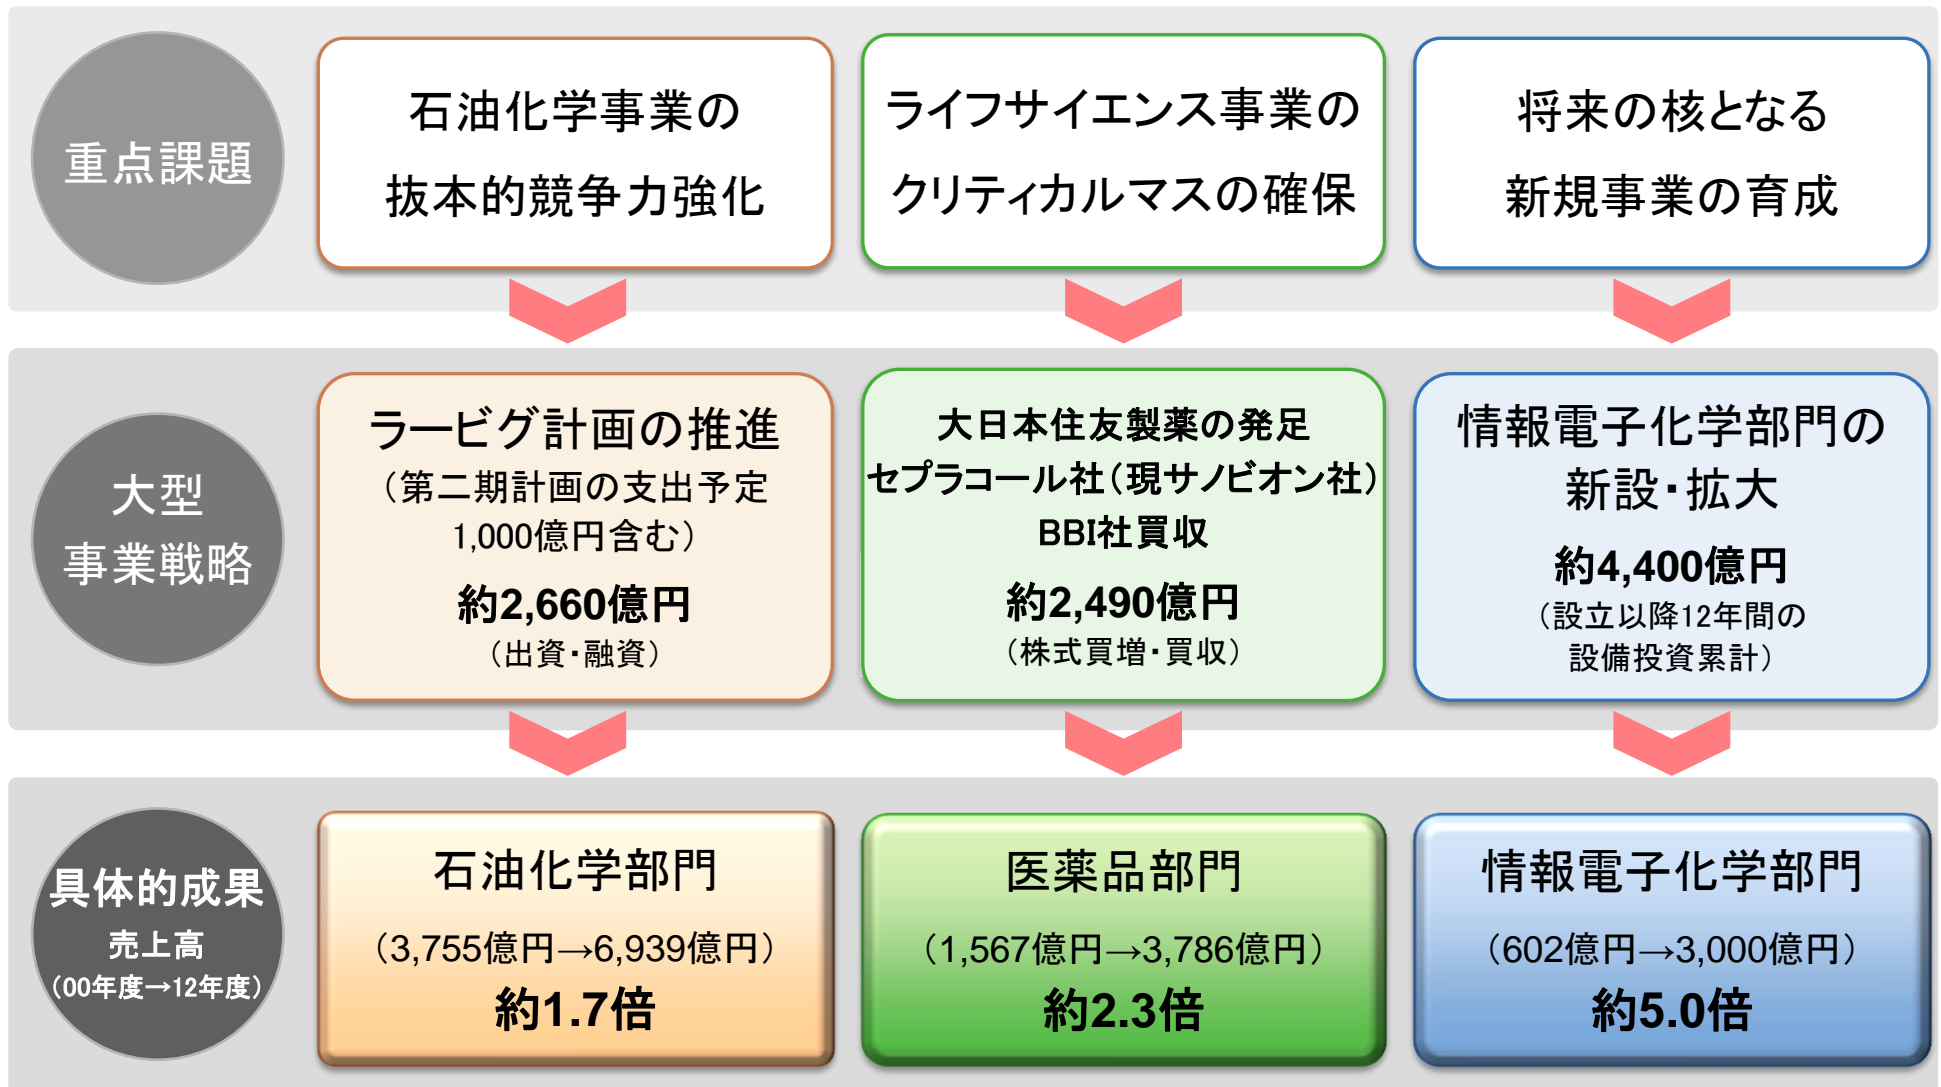 重点課題
石油化学事業の
抜本的競争力強化
ライフサイエンス事業の
クリティカルマスの確保
将来の核となる
新規事業の育成
大型
事業戦略
ラービグ計画の推進
（第二期計画の支出予定
1,000億円含む）
約2,660億円
（出資・融資）
大日本住友製薬の発足
セプラコール社（現サノビオン社）
BBI社買収
約2,490億円
（株式買増・買収）
情報電子化学部門の
新設・拡大
約4,400億円
（設立以降12年間の
設備投資累計）
具体的成果
売上高
（00年度→12年度）
石油化学部門
（3,755億円→6,939億円）
約1.7倍
医薬品部門
（1,567億円→3,786億円）
約2.3倍
情報電子化学部門
（602億円→3,000億円）
約5.0倍